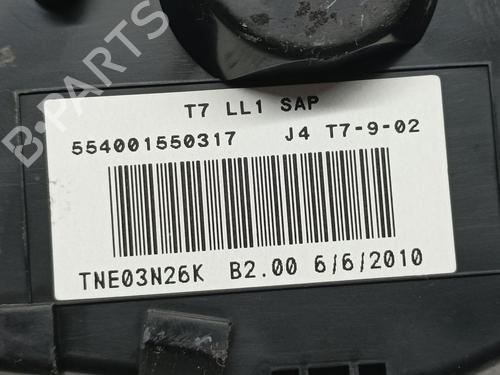 B-PARTS
T7 LL1 SAP
554001550317 J4 T7-9-02
TNE03N26K B2.00 6/6/2010